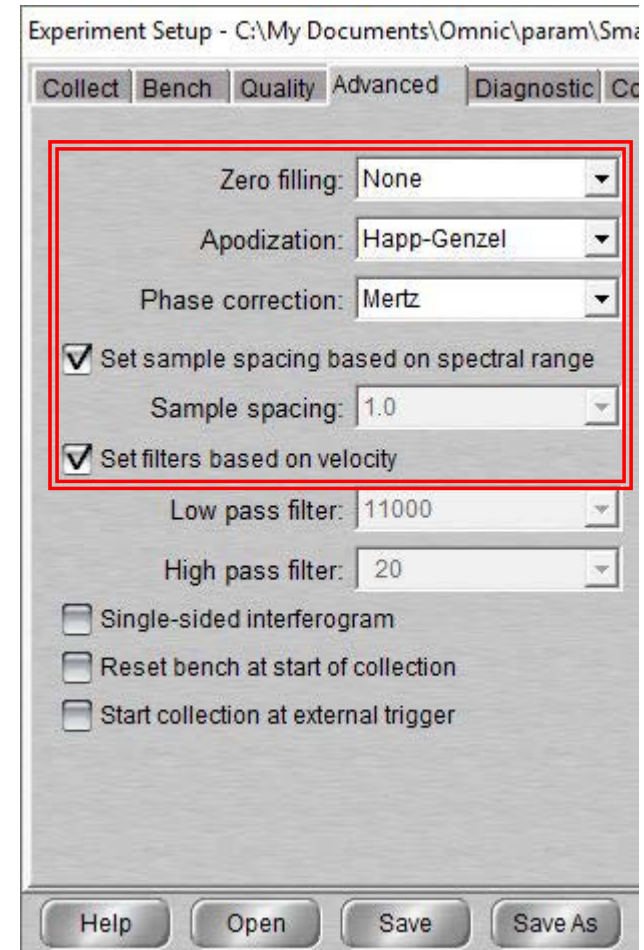 Experiment Setup - C:\My Documents\Omnic\param\Sma
Collect Bench Quality Advanced Diagnostic Co
Zero filling: None
Apodization: Happ-Genzel
Phase correction: Mertz
Set sample spacing based on spectral range
Sample spacing: 1.0
Set filters based on velocity
Low pass filter: 11000
High pass filter: 20
Single-sided interferogram
Reset bench at start of collection
Start collection at external trigger
Help Open Save Save As